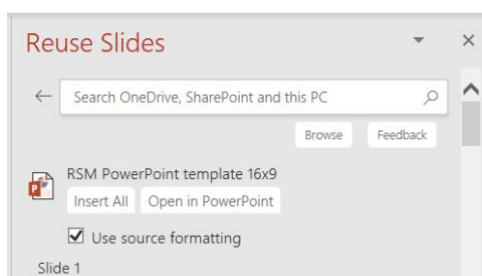 Reuse Slides
Search OneDrive, SharePoint and this PC
Browse Feedback
RSM PowerPoint template 16x9
Insert All Open in PowerPoint
Use source formatting
Slide 1